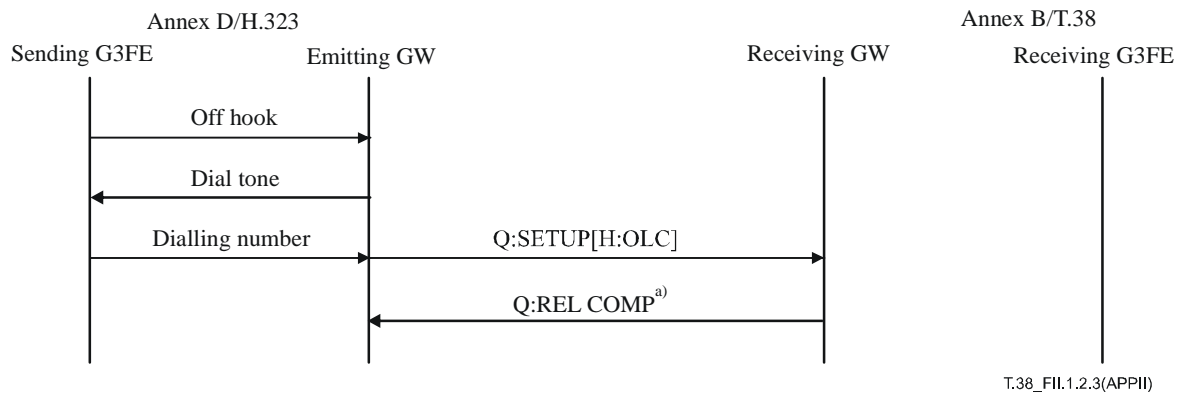 Annex D/H.323
Annex B/T.38
Sending G3FE
Emitting GW
Receiving GW
Receiving G3FE
Off hook
Dial tone
Dialling number
Q:SETUP[H:OLC]
Q:REL COMP a)
T.38_FII.1.2.3(APPII)